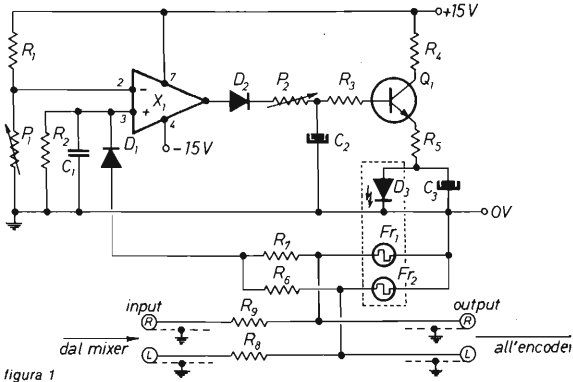 +15V
R1
R4
D2
P2
R3
Q1
2
-
7
X1
3
+
4
P1
R2
C1
D1
-15V
C2
R5
D3
C3
0V
R7
Fr1
R6
Fr2
input
R9
output
R
R
dal mixer
R8
all'encoder
L
L
figura 1